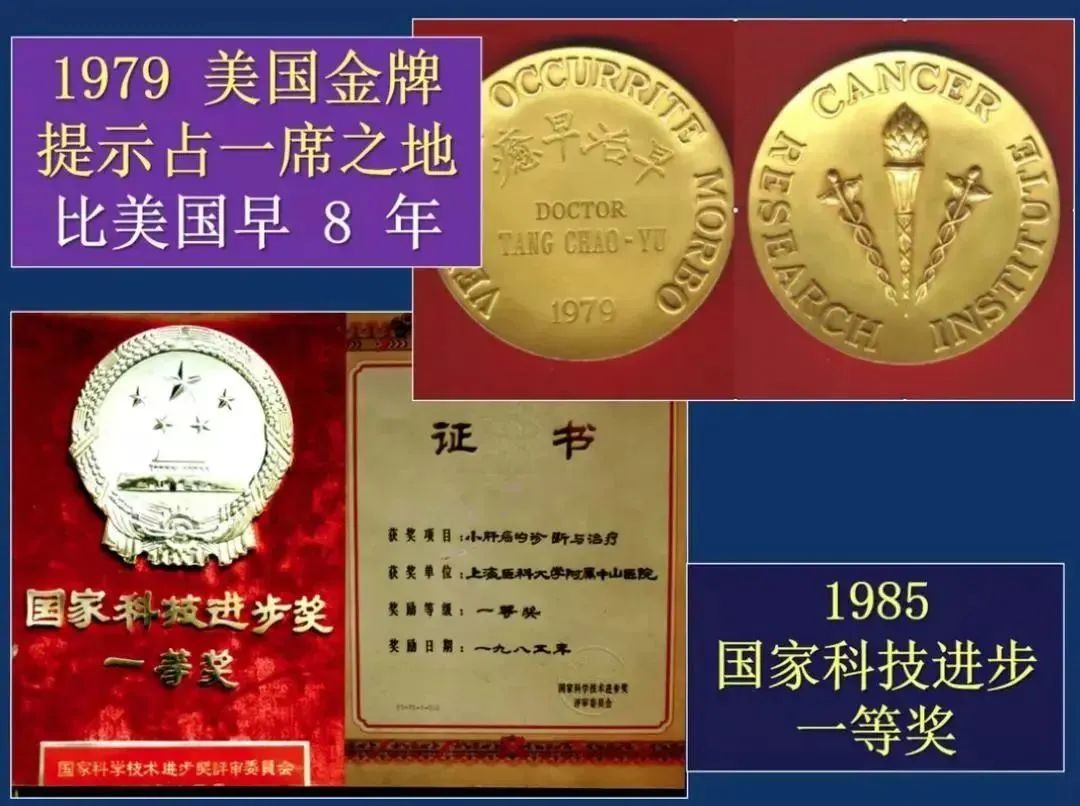 1979 美国金牌
提示占一席之地
比美国早 8 年
OCCURRITE MORBO
癌早治早
DOCTOR
TANG CHAO-YU
1979
CANCER
RESEARCH INSTITUTE
国家科技进步奖
一等奖
国家科学技术进步奖评审委员会
证书
获奖项目：小肝癌的诊断与治疗
获奖单位：上海医科大学附属中山医院
奖励等级：一等奖
奖励日期：一九八五年
国家科学技术进步奖
评审委员会
1985
国家科技进步
一等奖